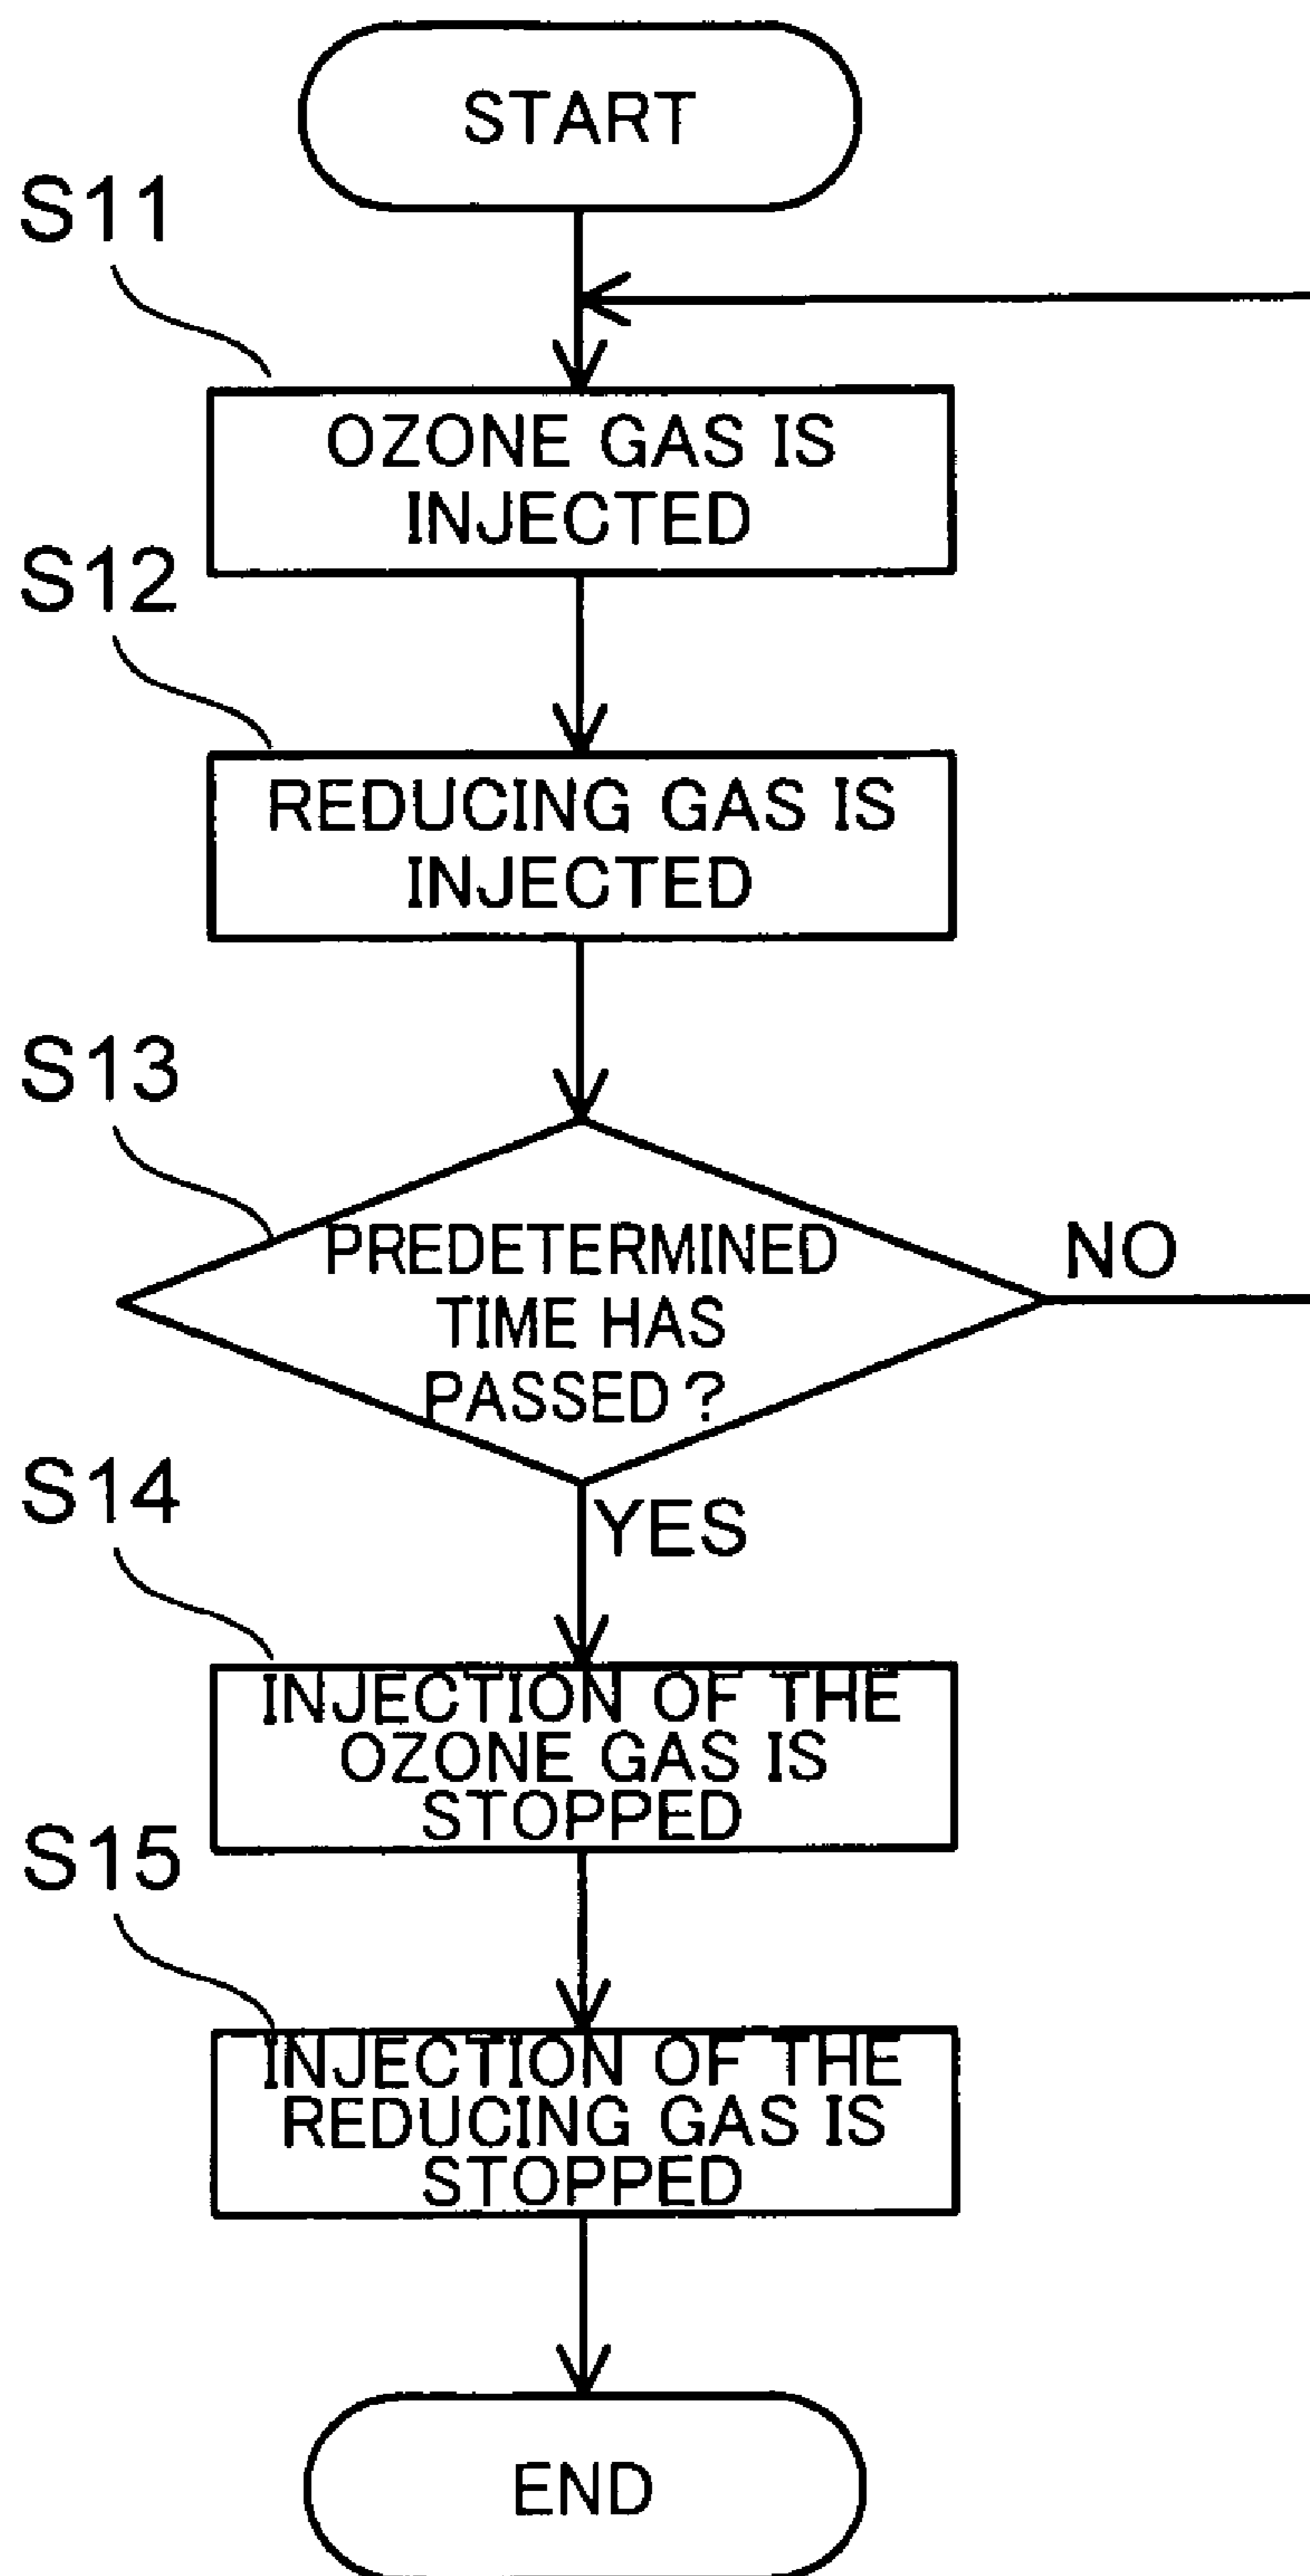 START
S11
OZONE GAS IS
INJECTED
S12
REDUCING GAS IS
INJECTED
S13
PREDETERMINED
TIME HAS
PASSED ?
NO
YES
S14
INJECTION OF THE
OZONE GAS IS
STOPPED
S15
INJECTION OF THE
REDUCING GAS IS
STOPPED
END